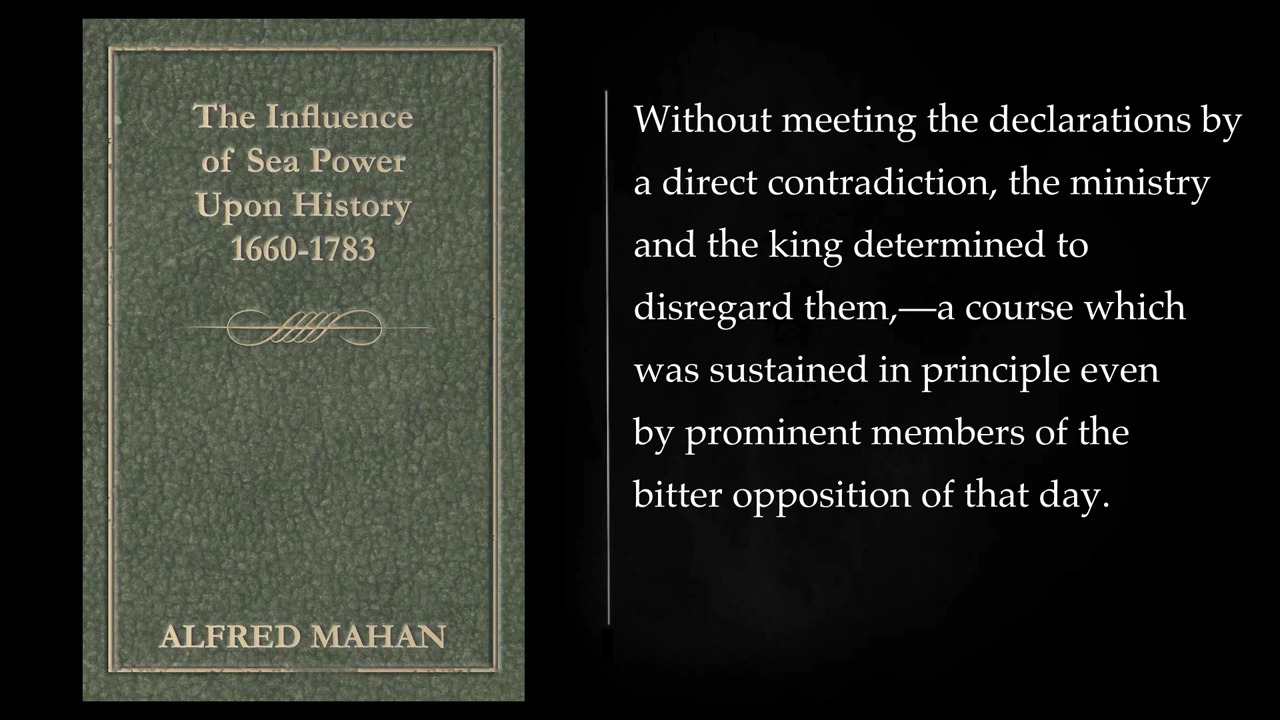 The Influence
of Sea Power
Upon History
1660-1783
ALFRED MAHAN
Without meeting the declarations by
a direct contradiction, the ministry
and the king determined to
disregard them,—a course which
was sustained in principle even
by prominent members of the
bitter opposition of that day.